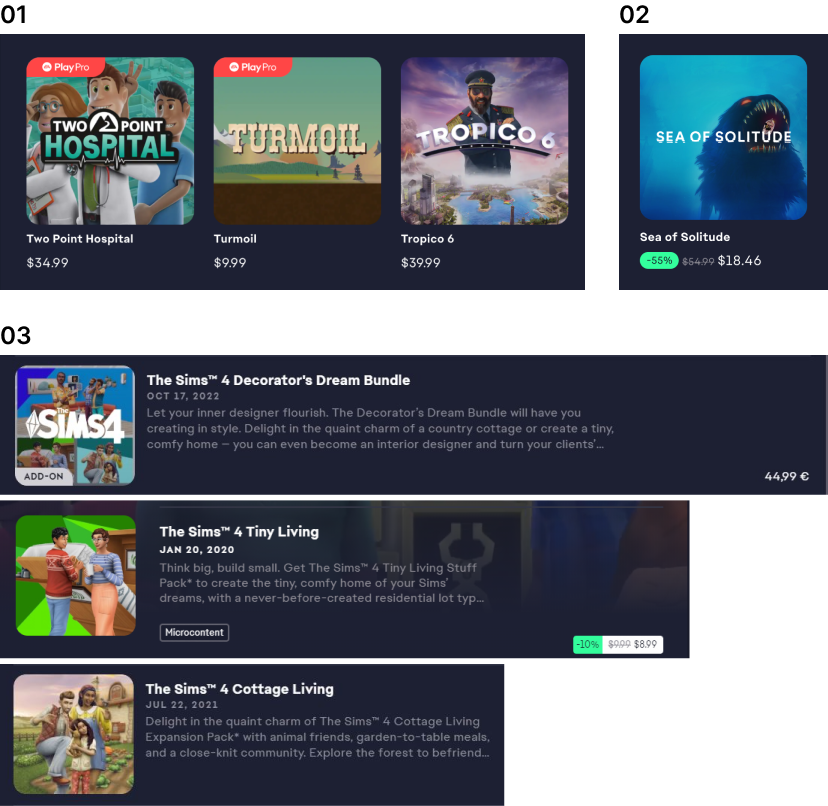 01
02
Play Pro
Play Pro
TWO POINT
HOSPITAL
TURMOIL
TROPICO 6
SEA OF SOLITUDE
Two Point Hospital
Turmoil
Tropico 6
$34.99
$9.99
$39.99
Sea of Solitude
-55% $54.99 $18.46
03
The Sims™ 4 Decorator's Dream Bundle
OCT 17, 2022
Let your inner designer flourish. The Decorator's Dream Bundle will have you
creating in style. Delight in the quaint charm of a country cottage or create a tiny,
comfy home – you can even become an interior designer and turn your clients'...
The
SIMS4
ADD-ON
44,99 €
The Sims™ 4 Tiny Living
JAN 20, 2020
Think big, build small. Get The Sims™ 4 Tiny Living Stuff
Pack* to create the tiny, comfy home of your Sims'
dreams, with a never-before-created residential lot typ...
Microcontent
-10% $9.99 $8.99
The Sims™ 4 Cottage Living
JUL 22, 2021
Delight in the quaint charm of The Sims™ 4 Cottage Living
Expansion Pack* with animal friends, garden-to-table meals,
and a close-knit community. Explore the forest to befriend...